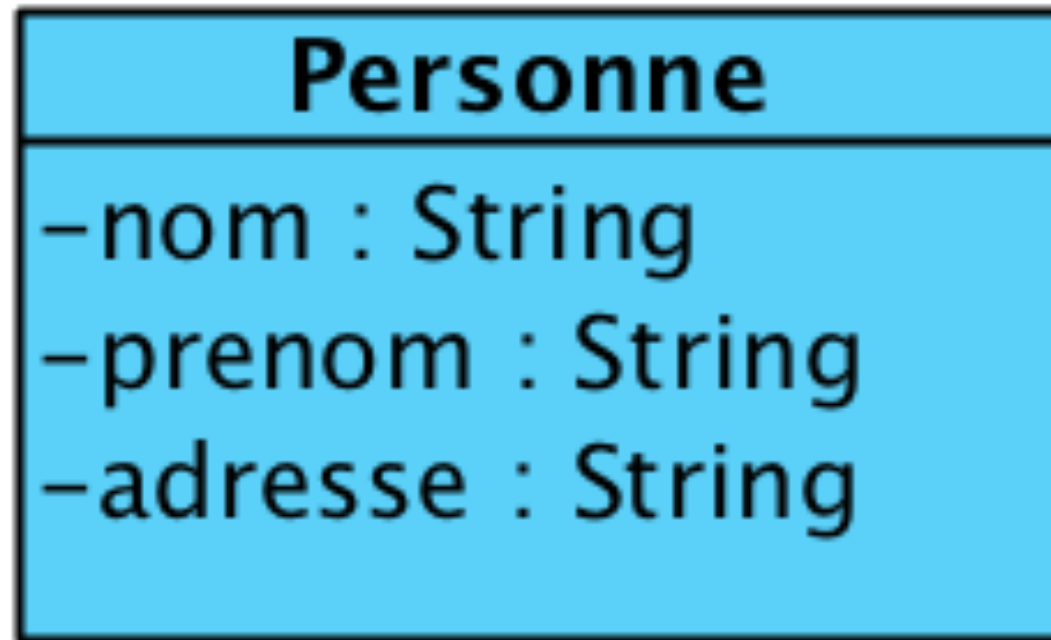 Personne
-nom : String
-prenom : String
-adresse : String